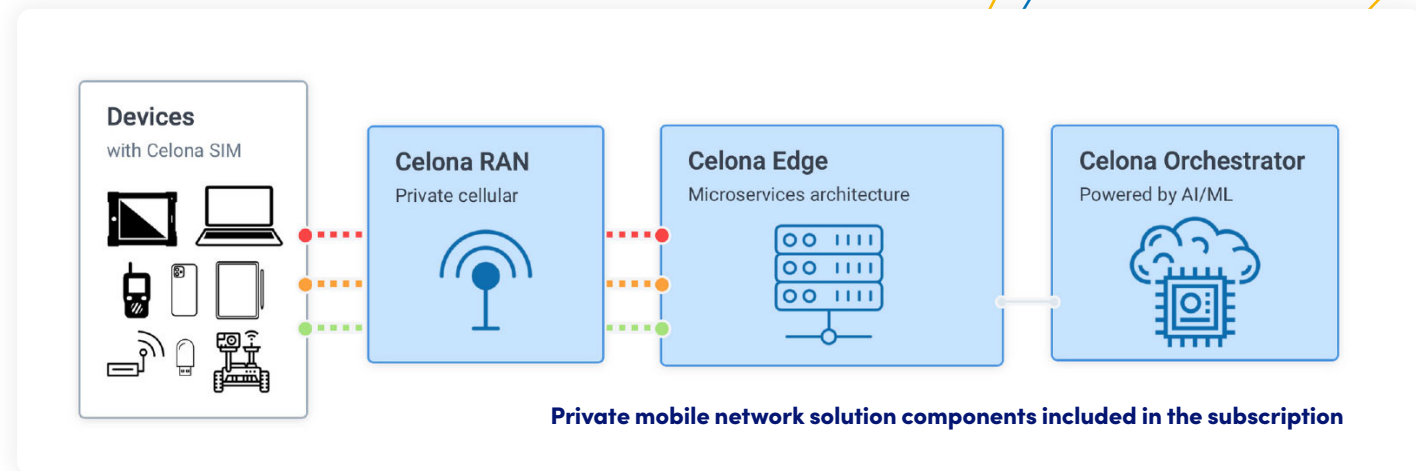 Devices
with Celona SIM
Celona RAN
Private cellular
Celona Edge
Microservices architecture
Celona Orchestrator
Powered by AI/ML
Private mobile network solution components included in the subscription